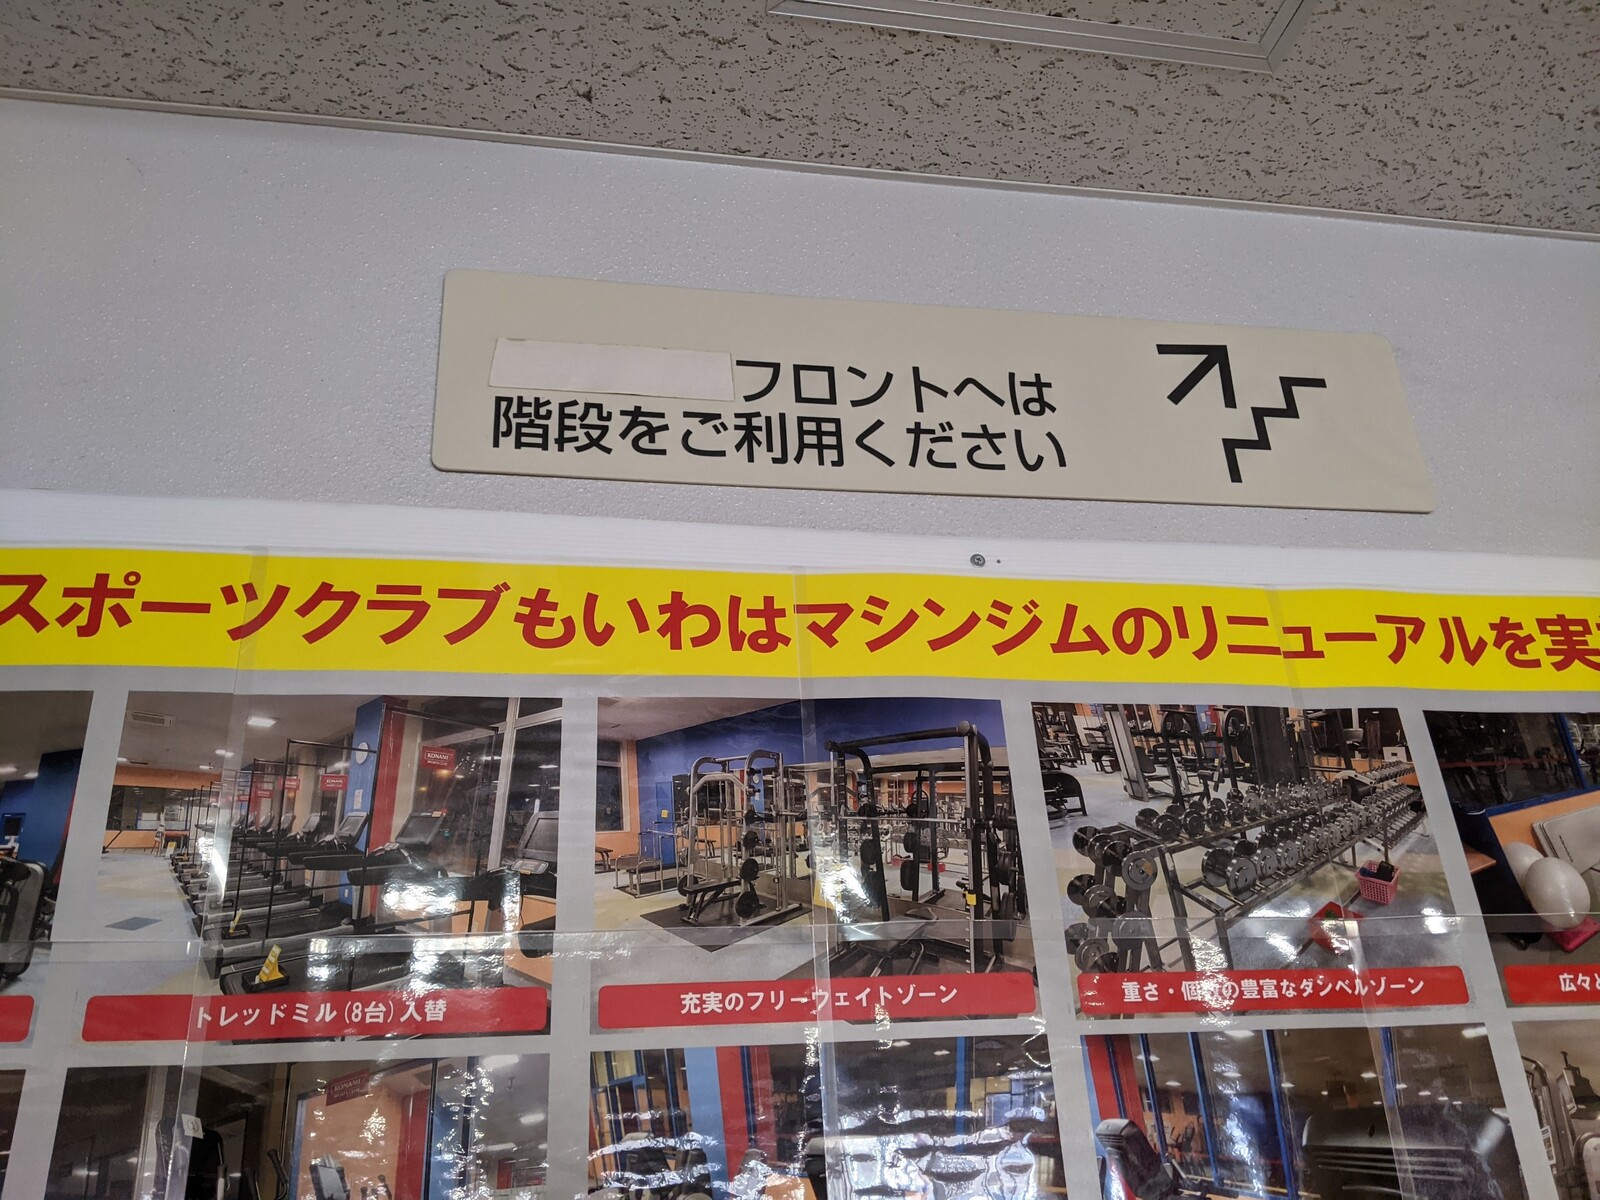 フロントへは
階段をご利用ください
スポーツクラブもいわはマシンジムのリニューアルを実
KONAMI
KONAMI
トレッドミル(8台)入替
充実のフリーウェイトゾーン
重さ・個数の豊富なダンベルゾーン
広々と
KONAMI